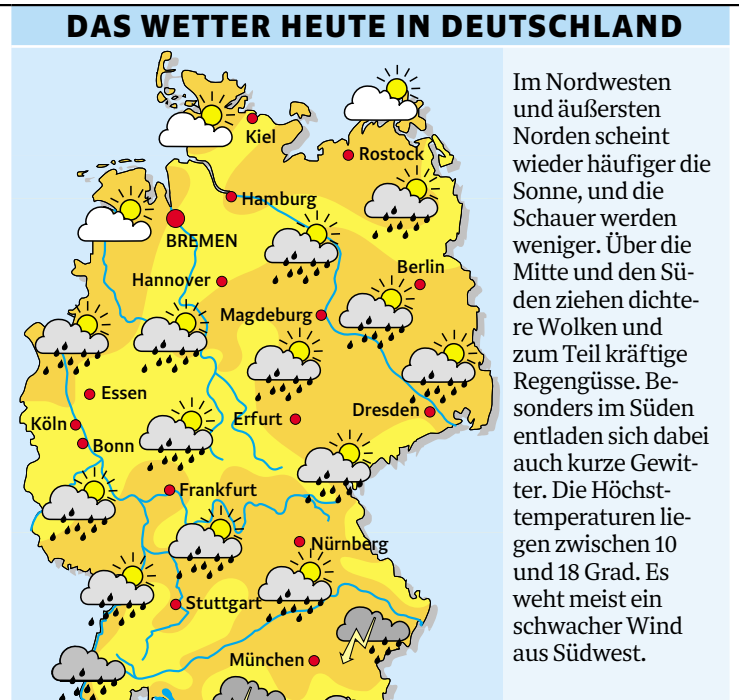 DAS WETTER HEUTE IN DEUTSCHLAND
Kiel
Rostock
Hamburg
BREMEN
Berlin
Hannover
Magdeburg
Essen
Köln
Erfurt
Dresden
Bonn
Frankfurt
Nürnberg
Stuttgart
München
Im Nordwesten
und äußersten
Norden scheint
wieder häufiger die
Sonne, und die
Schauer werden
weniger. Über die
Mitte und den Sü-
den ziehen dichte-
re Wolken und
zum Teil kräftige
Regengüsse. Be-
sonders im Süden
entladen sich dabei
auch kurze Gewit-
ter. Die Höchst-
temperaturen lie-
gen zwischen 10
und 18 Grad. Es
weht meist ein
schwacher Wind
aus Südwest.